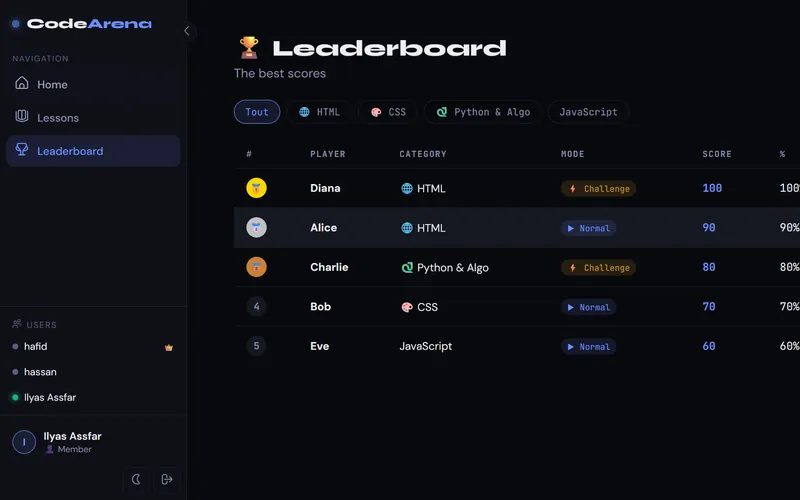 CodeArena
NAVIGATION
Home
Lessons
Leaderboard
USERS
hafid
hassan
Ilyas Assfar
I
Ilyas Assfar
Member
Leaderboard
The best scores
Tout HTML CSS Python & Algo JavaScript
# PLAYER CATEGORY MODE SCORE %
Diana HTML Challenge 100 100
Alice HTML Normal 90 90%
Charlie Python & Algo Challenge 80 80%
4 Bob CSS Normal 70 70%
5 Eve JavaScript Normal 60 60%